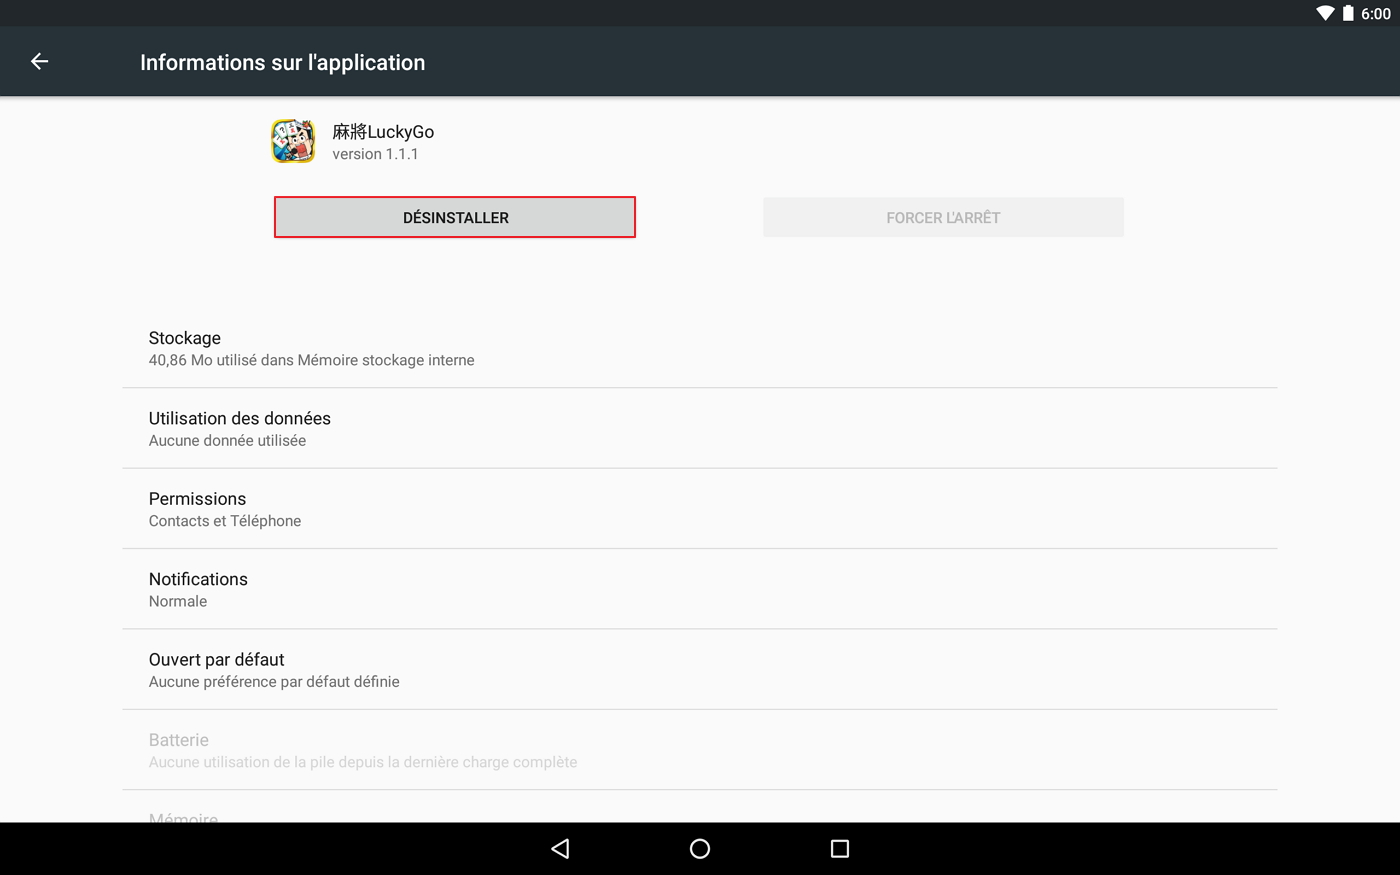 6:00
Informations sur l'application
麻將LuckyGo
version 1.1.1
DÉSINSTALLER
FORCER L'ARRÊT
Stockage
40,86 Mo utilisé dans Mémoire stockage interne
Utilisation des données
Aucune donnée utilisée
Permissions
Contacts et Téléphone
Notifications
Normale
Ouvert par défaut
Aucune préférence par défaut définie
Batterie
Aucune utilisation de la pile depuis la dernière charge complète
Mémoire